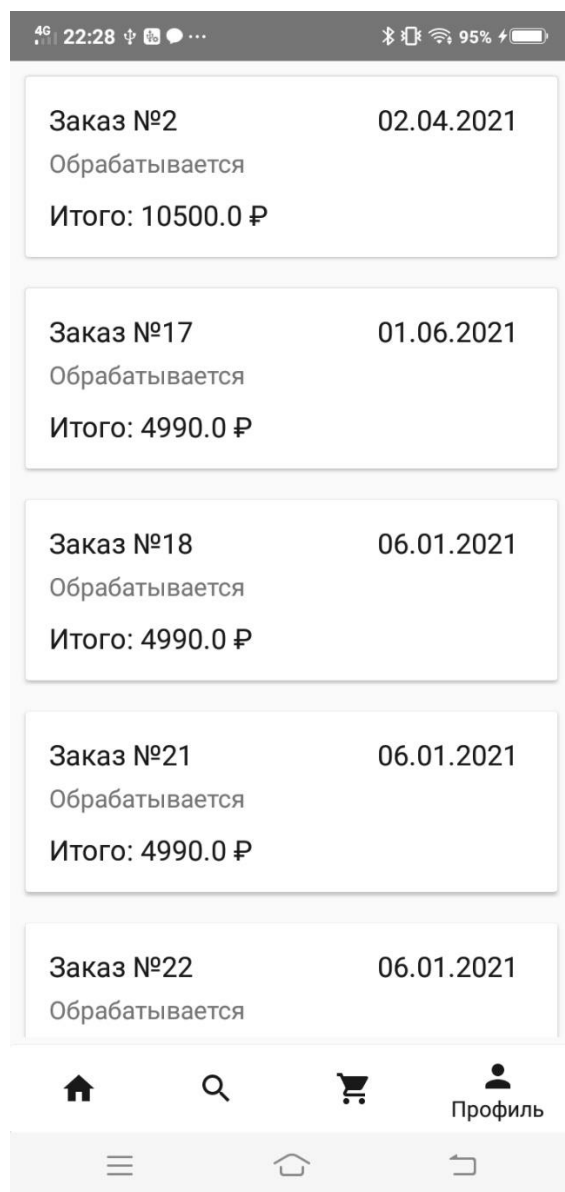 4G 22:28 95%
Заказ №2 02.04.2021
Обрабатывается
Итого: 10500.0 ₽
Заказ №17 01.06.2021
Обрабатывается
Итого: 4990.0 ₽
Заказ №18 06.01.2021
Обрабатывается
Итого: 4990.0 ₽
Заказ №21 06.01.2021
Обрабатывается
Итого: 4990.0 ₽
Заказ №22 06.01.2021
Обрабатывается
Профиль